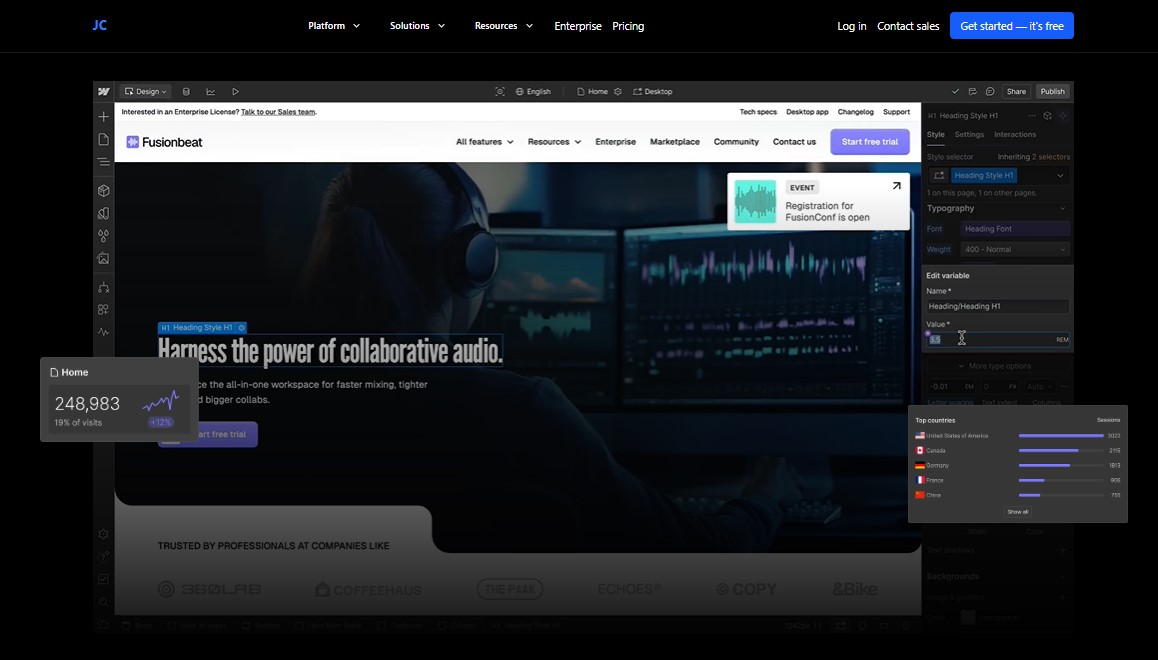 JC
Platform
Solutions
Resources
Enterprise
Pricing
Log in
Contact sales
Get started — it's free
Design
English
Home
Desktop
Share
Publish
Interested in an Enterprise License? Talk to our Sales team.
Tech specs
Desktop app
Changelog
Support
Fusionbeat
All features
Resources
Enterprise
Marketplace
Community
Contact us
Start free trial
EVENT
Registration for
FusionConf is open
H1 Heading Style H1
Harness the power of collaborative audio.
ce the all-in-one workspace for faster mixing, tighter
d bigger collabs.
art free trial
Home
248,983
19% of visits
+12%
TRUSTED BY PROFESSIONALS AT COMPANIES LIKE
360LAB
COFFEEHAUS
THE PAAK
ECHOES
COPY
&Bike
H1 Heading Style H1
Style
Settings
Interactions
Style selector
Inheriting 2 selectors
Heading Style H1
1 on this page, 1 on other pages.
Typography
Font
Heading Font
Weight
400 - Normal
Edit variable
Name *
Heading/Heading H1
Value *
3.5
REM
More type options
-0.01
EM
0
Auto
Letter spacing
Text indent
Columns
Top countries
Sessions
United States of America
3022
Canada
2115
Germany
1813
France
China
Show all
Text shadows
Backgrounds